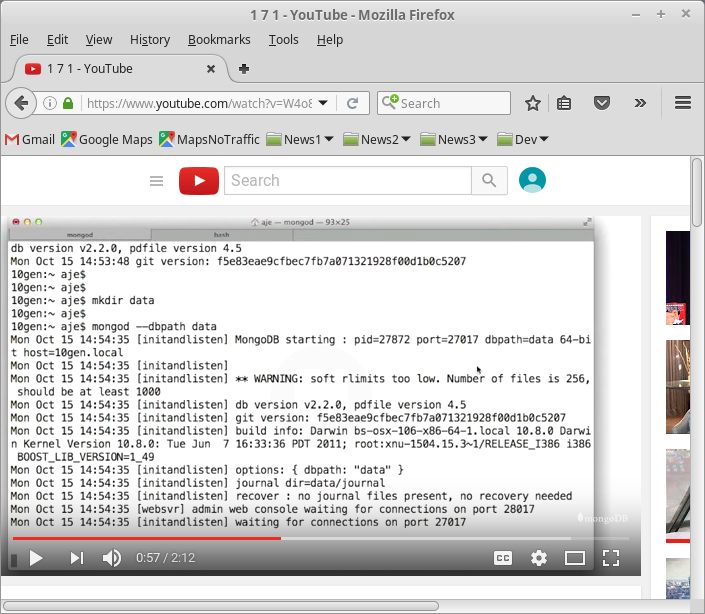 1 7 1 - YouTube - Mozilla Firefox
File Edit View History Bookmarks Tools Help
1 7 1 - YouTube
https://www.youtube.com/watch?v=W4o8
Search
Gmail Google Maps MapsNoTraffic News1 News2 News3 Dev
Search
aje — mongod — 93×25
mongod bash
db version v2.2.0, pdfile version 4.5
Mon Oct 15 14:53:48 git version: f5e83eae9cfbec7fb7a071321928f00d1b0c5207
10gen:~ aje$
10gen:~ aje$
10gen:~ aje$ mkdir data
10gen:~ aje$
10gen:~ aje$ mongod --dbpath data
Mon Oct 15 14:54:35 [initandlisten] MongoDB starting : pid=27872 port=27017 dbpath=data 64-bi
t host=10gen.local
Mon Oct 15 14:54:35 [initandlisten]
Mon Oct 15 14:54:35 [initandlisten] ** WARNING: soft rlimits too low. Number of files is 256,
should be at least 1000
Mon Oct 15 14:54:35 [initandlisten] db version v2.2.0, pdfile version 4.5
Mon Oct 15 14:54:35 [initandlisten] git version: f5e83eae9cfbec7fb7a071321928f00d1b0c5207
Mon Oct 15 14:54:35 [initandlisten] build info: Darwin bs-osx-106-x86-64-1.local 10.8.0 Darwi
n Kernel Version 10.8.0: Tue Jun  7 16:33:36 PDT 2011; root:xnu-1504.15.3~1/RELEASE_I386 i386
BOOST_LIB_VERSION=1_49
Mon Oct 15 14:54:35 [initandlisten] options: { dbpath: "data" }
Mon Oct 15 14:54:35 [initandlisten] journal dir=data/journal
Mon Oct 15 14:54:35 [initandlisten] recover : no journal files present, no recovery needed
Mon Oct 15 14:54:35 [websvr] admin web console waiting for connections on port 28017
Mon Oct 15 14:54:35 [initandlisten] waiting for connections on port 27017
mongoDB
0:57 / 2:12
CC